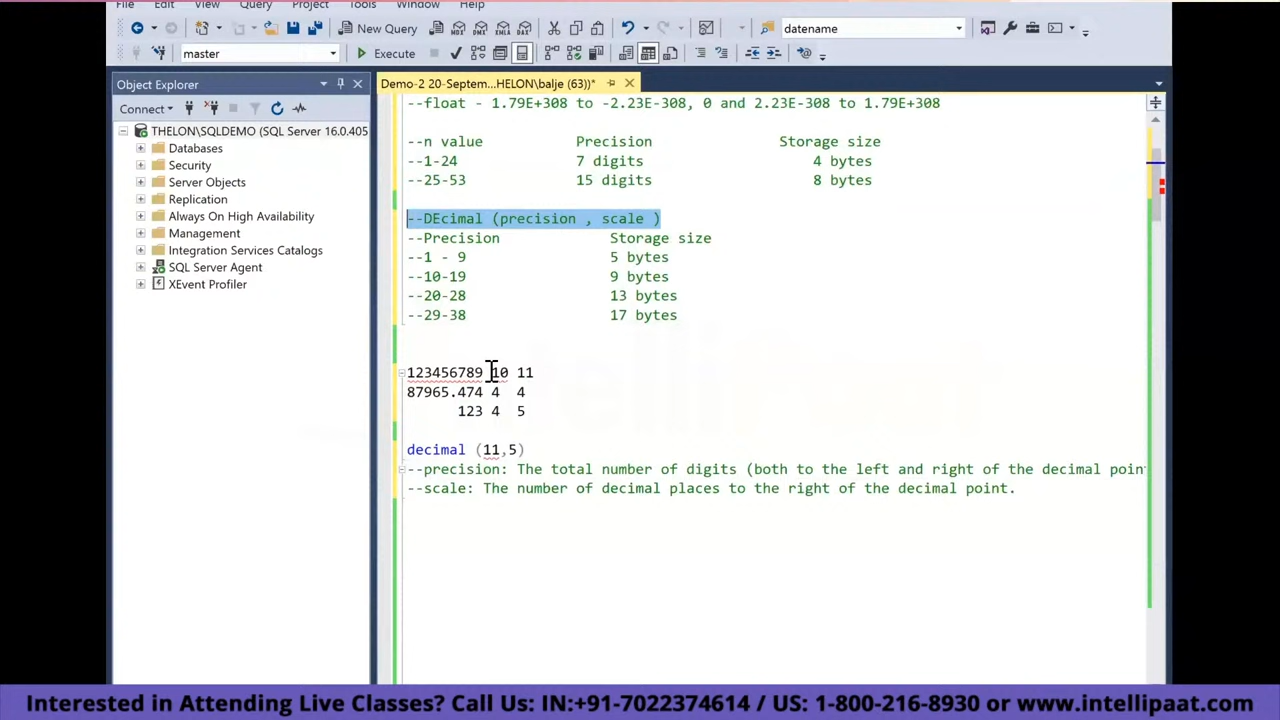 File Edit View Query Project Tools Window Help
New Query MDX DMX XMLA DAX datename
master Execute
Object Explorer
Demo-2 20-Septem...HELON\balje (63))*
Connect
THELON\SQLDEMO (SQL Server 16.0.405
Databases
Security
Server Objects
Replication
Always On High Availability
Management
Integration Services Catalogs
SQL Server Agent
XEvent Profiler
--float - 1.79E+308 to -2.23E-308, 0 and 2.23E-308 to 1.79E+308
--n value Precision Storage size
--1-24 7 digits 4 bytes
--25-53 15 digits 8 bytes
--DEcimal (precision , scale )
--Precision Storage size
--1 - 9 5 bytes
--10-19 9 bytes
--20-28 13 bytes
--29-38 17 bytes
123456789 10 11
87965.474 4 4
123 4 5
decimal (11,5)
--precision: The total number of digits (both to the left and right of the decimal poin
--scale: The number of decimal places to the right of the decimal point.
Interested in Attending Live Classes? Call Us: IN:+91-7022374614 / US: 1-800-216-8930 or www.intellipaat.com